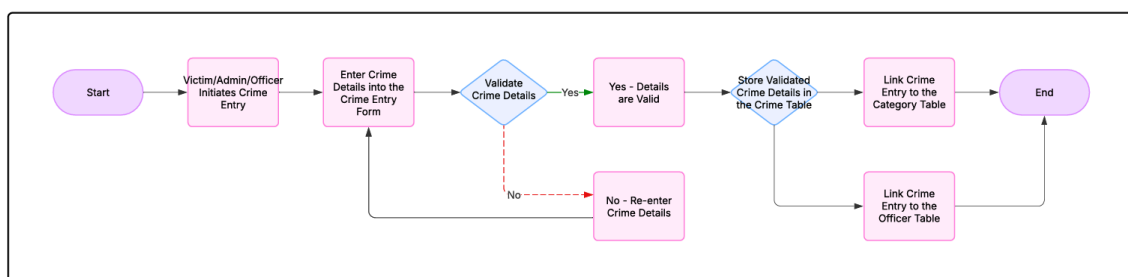 Start
Victim/Admin/Officer
Initiates Crime
Entry
Enter Crime
Details into the
Crime Entry
Form
Validate
Crime Details
Yes
Yes - Details
are Valid
Store Validated
Crime Details in
the Crime Table
Link Crime
Entry to the
Category Table
End
No
No - Re-enter
Crime Details
Link Crime
Entry to the
Officer Table